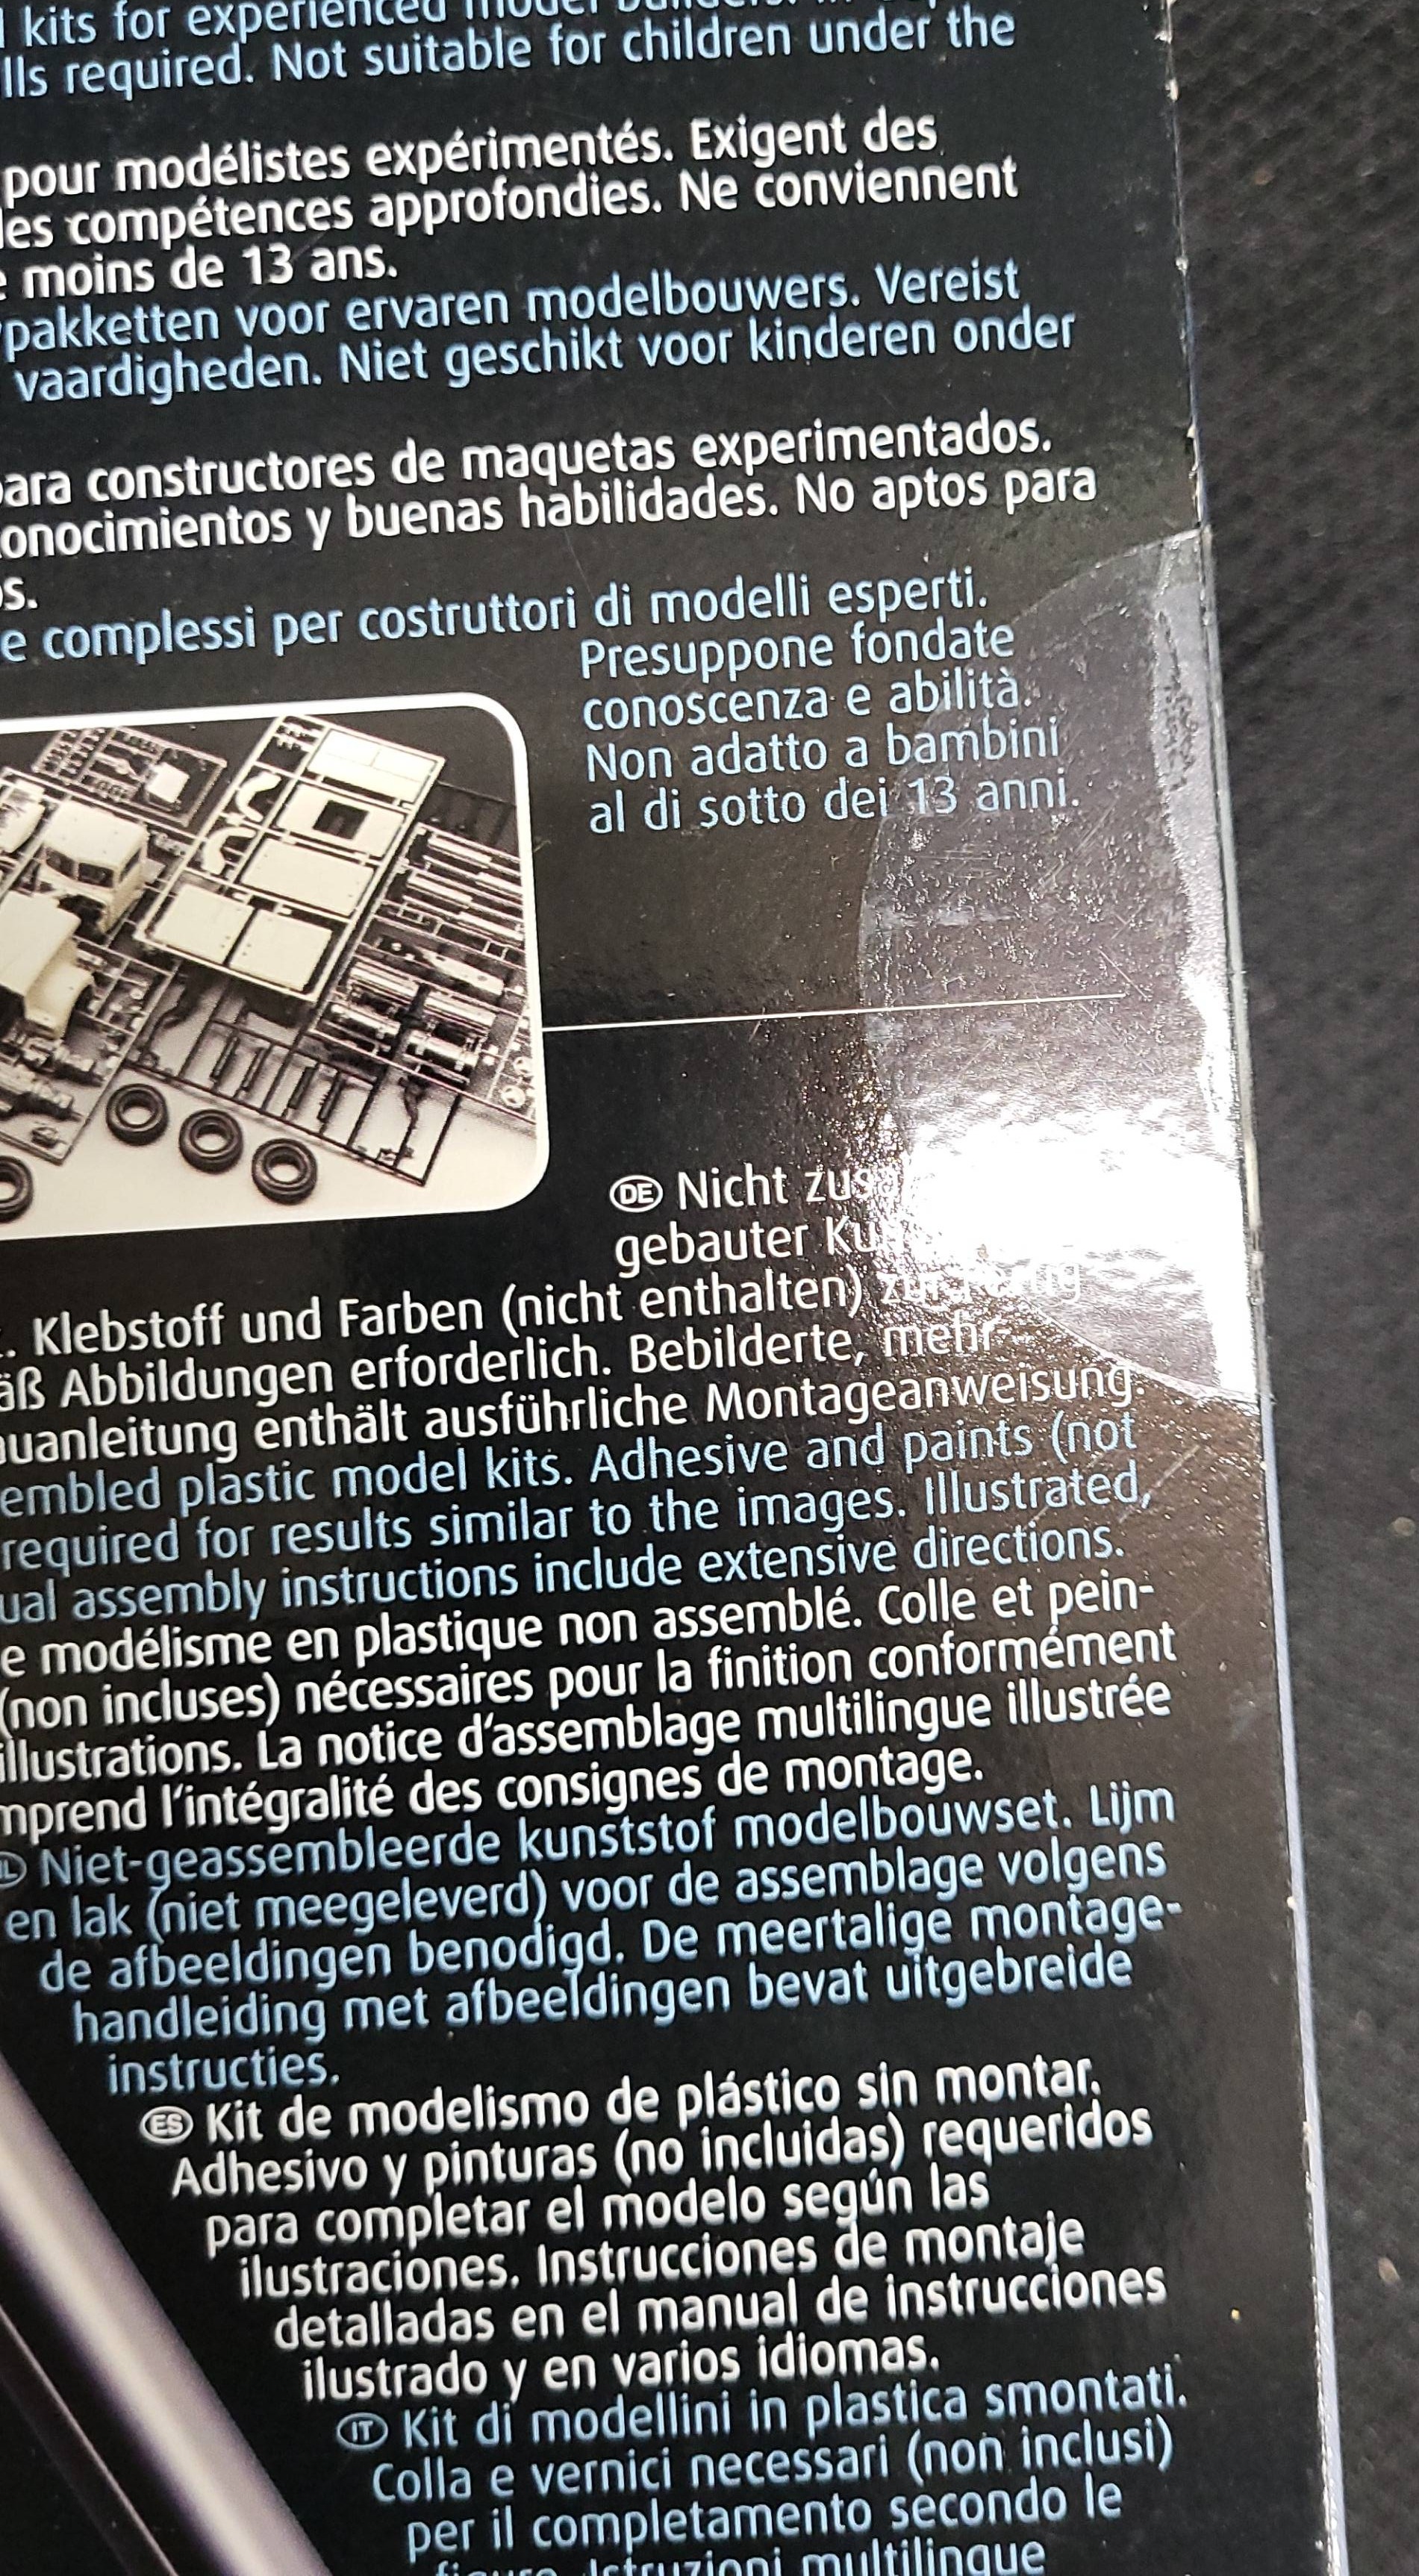 kits for experienced model
lls required. Not suitable for children under the
pour modélistes expérimentés. Exigent des
les compétences approfondies. Ne conviennent
moins de 13 ans.
pakketten voor ervaren modelbouwers. Vereist
vaardigheden. Niet geschikt voor kinderen onder
para constructores de maquetas experimentados.
onocimientos y buenas habilidades. No aptos para
os.
e complessi per costruttori di modelli esperti.
Presuppone fondate
conoscenza e abilità.
Non adatto a bambini
al di sotto dei 13 anni.
DE Nicht zus
gebauter Ku
. Klebstoff und Farben (nicht enthalten)
äß Abbildungen erforderlich. Bebilderte, mehr-
uanleitung enthält ausführliche Montageanweisung.
embled plastic model kits. Adhesive and paints (not
required for results similar to the images. Illustrated,
ual assembly instructions include extensive directions.
e modélisme en plastique non assemblé. Colle et pein-
(non incluses) nécessaires pour la finition conformément
illustrations. La notice d'assemblage multilingue illustrée
mprend l'intégralité des consignes de montage.
Niet-geassembleerde kunststof modelbouwset. Lijm
en lak (niet meegeleverd) voor de assemblage volgens
de afbeeldingen benodigd. De meertalige montage-
handleiding met afbeeldingen bevat uitgebreide
instructies.
ES Kit de modelismo de plástico sin montar.
Adhesivo y pinturas (no incluidas) requeridos
para completar el modelo según las
ilustraciones. Instrucciones de montaje
detalladas en el manual de instrucciones
ilustrado y en varios idiomas.
IT Kit di modellini in plastica smontati.
Colla e vernici necessari (non inclusi)
per il completamento secondo le
figure. Istruzioni multilingue